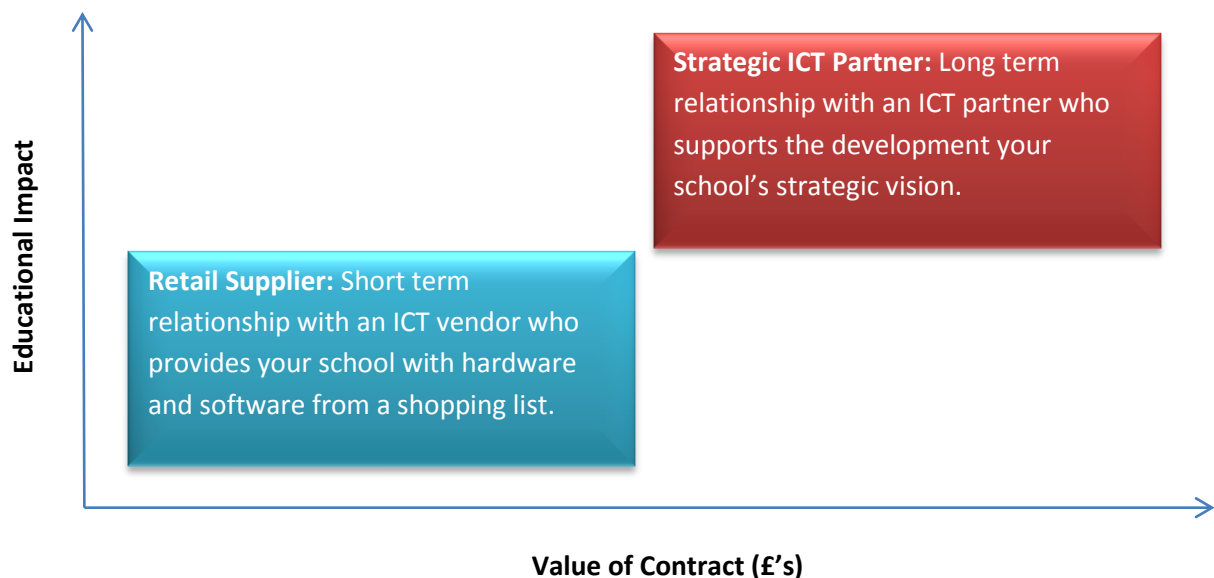 Educational Impact
Strategic ICT Partner: Long term
relationship with an ICT partner who
supports the development your
school’s strategic vision.
Retail Supplier: Short term
relationship with an ICT vendor who
provides your school with hardware
and software from a shopping list.
Value of Contract (£’s)